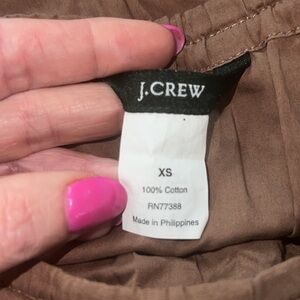 J.CREW
XS
100% Cotton
RN77388
Made in Philippines